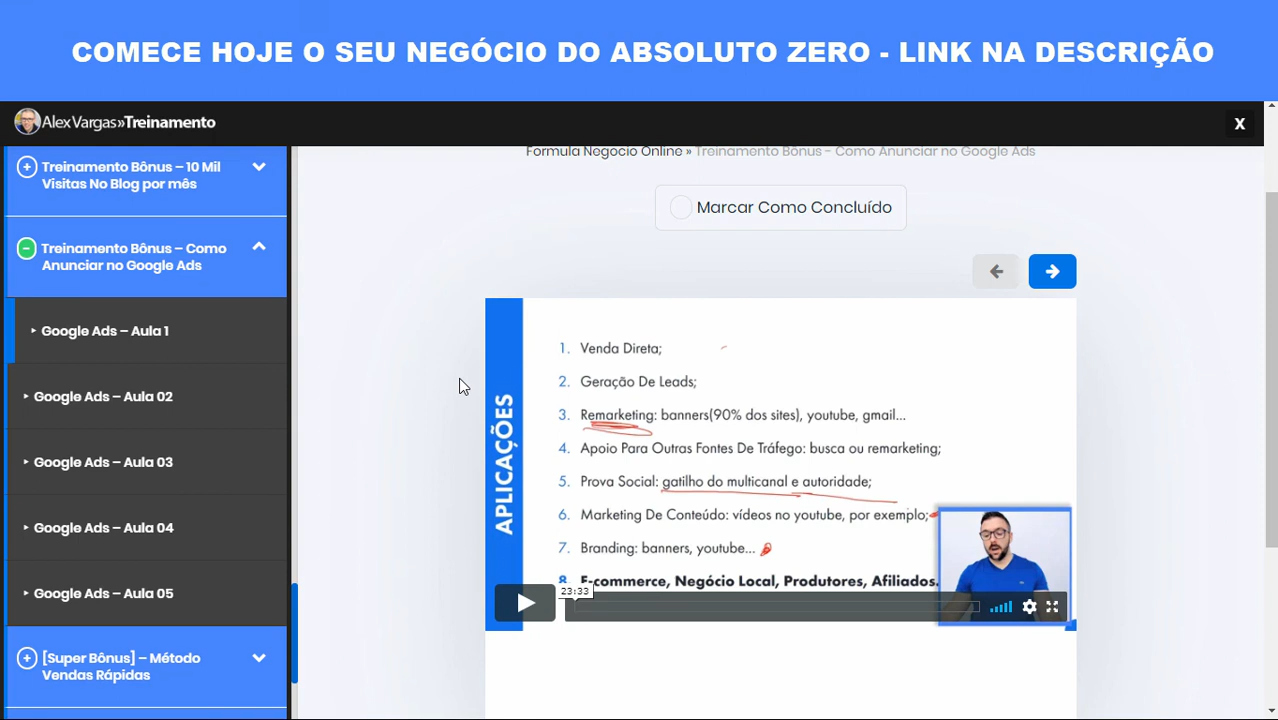 COMECE HOJE O SEU NEGÓCIO DO ABSOLUTO ZERO - LINK NA DESCRIÇÃO
AlexVargas»Treinamento
X
Treinamento Bônus – 10 Mil
Visitas No Blog por mês
Treinamento Bônus – Como
Anunciar no Google Ads
Google Ads – Aula 1
Google Ads – Aula 02
Google Ads – Aula 03
Google Ads – Aula 04
Google Ads – Aula 05
[Super Bônus] – Método
Vendas Rápidas
Formula Negocio Online » Treinamento Bônus - Como Anunciar no Google Ads
Marcar Como Concluído
APLICAÇÕES
1. Venda Direta;
2. Geração De Leads;
3. Remarketing: banners(90% dos sites), youtube, gmail...
4. Apoio Para Outras Fontes De Tráfego: busca ou remarketing;
5. Prova Social: gatilho do multicanal e autoridade;
6. Marketing De Conteúdo: vídeos no youtube, por exemplo;
7. Branding: banners, youtube...
8. E-commerce, Negócio Local, Produtores, Afiliados.
23:33